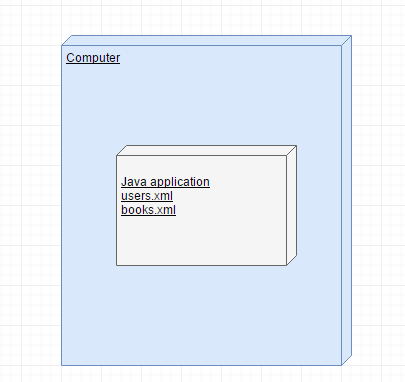 Computer
Java application
users.xml
books.xml